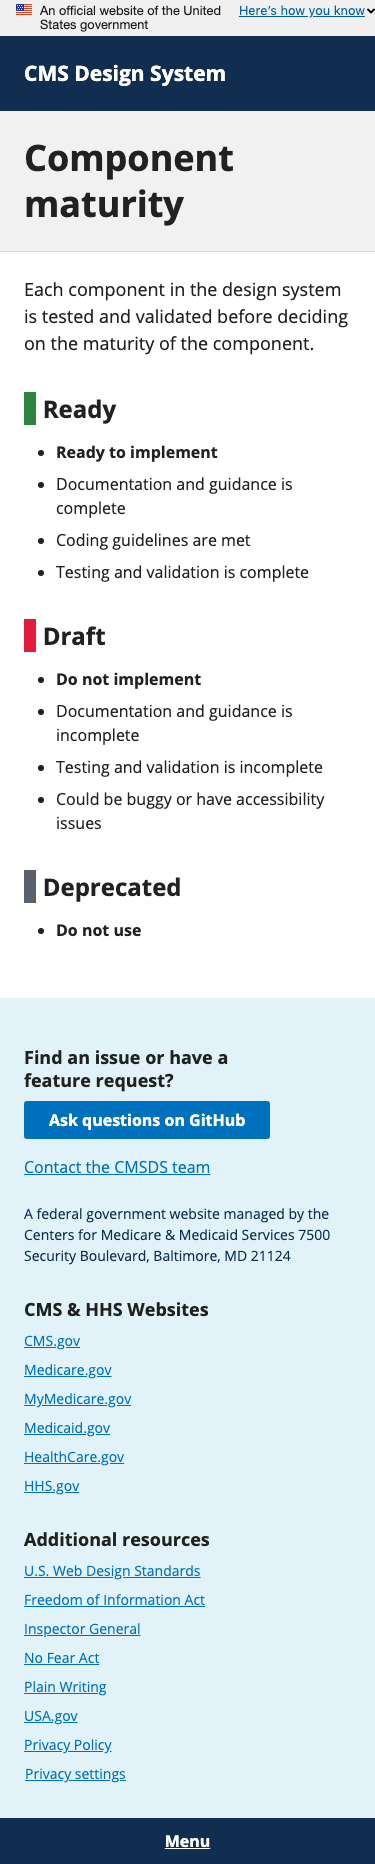 An official website of the United
States government
Here's how you know
CMS Design System
Component
maturity
Each component in the design system
is tested and validated before deciding
on the maturity of the component.
Ready
Ready to implement
Documentation and guidance is
complete
Coding guidelines are met
Testing and validation is complete
Draft
Do not implement
Documentation and guidance is
incomplete
Testing and validation is incomplete
Could be buggy or have accessibility
issues
Deprecated
Do not use
Find an issue or have a
feature request?
Ask questions on GitHub
Contact the CMSDS team
A federal government website managed by the
Centers for Medicare & Medicaid Services 7500
Security Boulevard, Baltimore, MD 21124
CMS & HHS Websites
CMS.gov
Medicare.gov
MyMedicare.gov
Medicaid.gov
HealthCare.gov
HHS.gov
Additional resources
U.S. Web Design Standards
Freedom of Information Act
Inspector General
No Fear Act
Plain Writing
USA.gov
Privacy Policy
Privacy settings
Menu